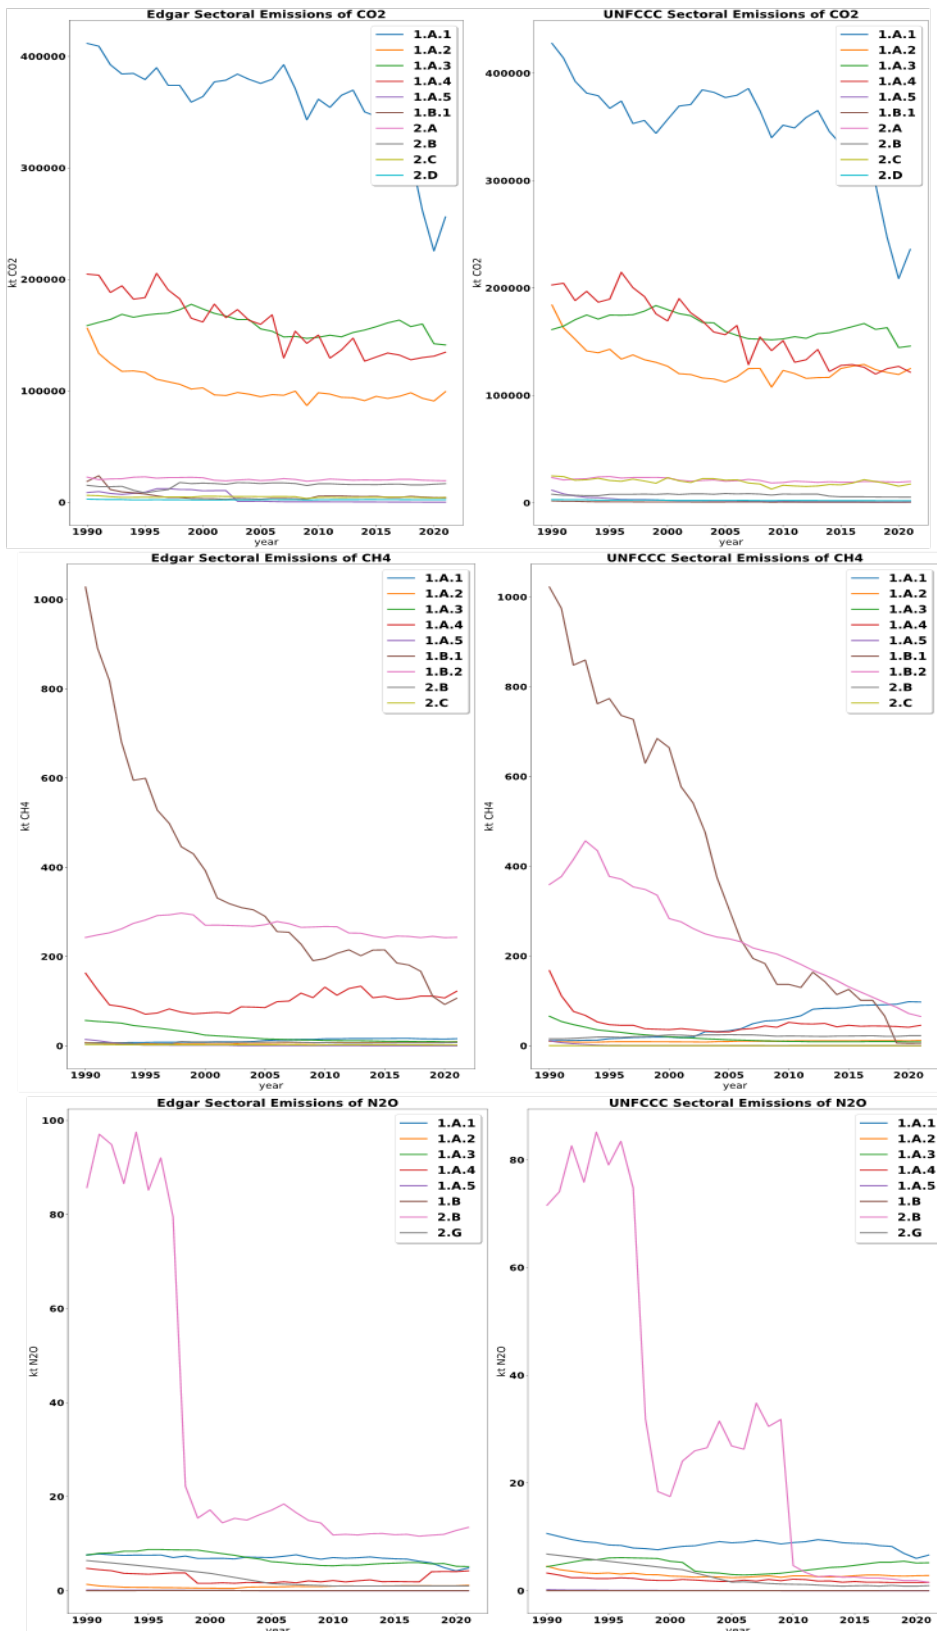 Edgar Sectoral Emissions of CO2
1.A.1
1.A.2
1.A.3
1.A.4
1.A.5
1.B.1
2.A
2.B
2.C
2.D
400000
300000
200000
100000
0
kt CO2
1990 1995 2000 2005 2010 2015 2020
year
UNFCCC Sectoral Emissions of CO2
1.A.1
1.A.2
1.A.3
1.A.4
1.A.5
1.B.1
2.A
2.B
2.C
2.D
400000
300000
200000
100000
0
kt CO2
1990 1995 2000 2005 2010 2015 2020
year
Edgar Sectoral Emissions of CH4
1.A.1
1.A.2
1.A.3
1.A.4
1.A.5
1.B.1
1.B.2
2.B
2.C
1000
800
600
400
200
0
kt CH4
1990 1995 2000 2005 2010 2015 2020
year
UNFCCC Sectoral Emissions of CH4
1.A.1
1.A.2
1.A.3
1.A.4
1.A.5
1.B.1
1.B.2
2.B
2.C
1000
800
600
400
200
0
kt CH4
1990 1995 2000 2005 2010 2015 2020
year
Edgar Sectoral Emissions of N2O
1.A.1
1.A.2
1.A.3
1.A.4
1.A.5
1.B
2.B
2.G
100
80
60
40
20
0
kt N2O
1990 1995 2000 2005 2010 2015 2020
year
UNFCCC Sectoral Emissions of N2O
1.A.1
1.A.2
1.A.3
1.A.4
1.A.5
1.B
2.B
2.G
80
60
40
20
0
kt N2O
1990 1995 2000 2005 2010 2015 2020
year